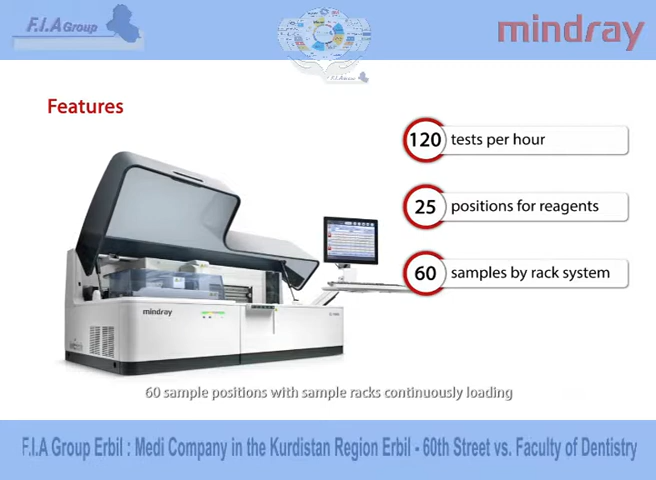 F.I.A Group
mindray
Features
120 tests per hour
25 positions for reagents
60 samples by rack system
mindray
60 sample positions with sample racks continuously loading
F.I.A Group Erbil : Medi Company in the Kurdistan Region Erbil - 60th Street vs. Faculty of Dentistry